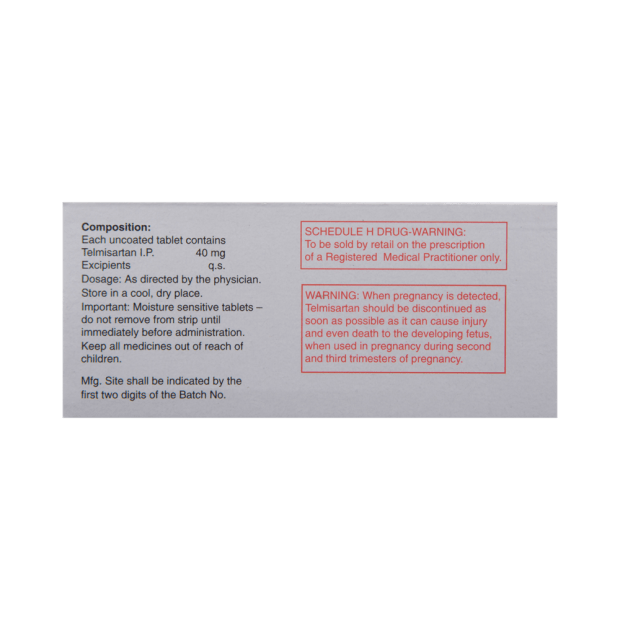 Composition:
Each uncoated tablet contains
Telmisartan I.P. 40 mg
Excipients q.s.
Dosage: As directed by the physician.
Store in a cool, dry place.
Important: Moisture sensitive tablets –
do not remove from strip until
immediately before administration.
Keep all medicines out of reach of
children.
Mfg. Site shall be indicated by the
first two digits of the Batch No.
SCHEDULE H DRUG-WARNING:
To be sold by retail on the prescription
of a Registered Medical Practitioner only.
WARNING: When pregnancy is detected,
Telmisartan should be discontinued as
soon as possible as it can cause injury
and even death to the developing fetus,
when used in pregnancy during second
and third trimesters of pregnancy.